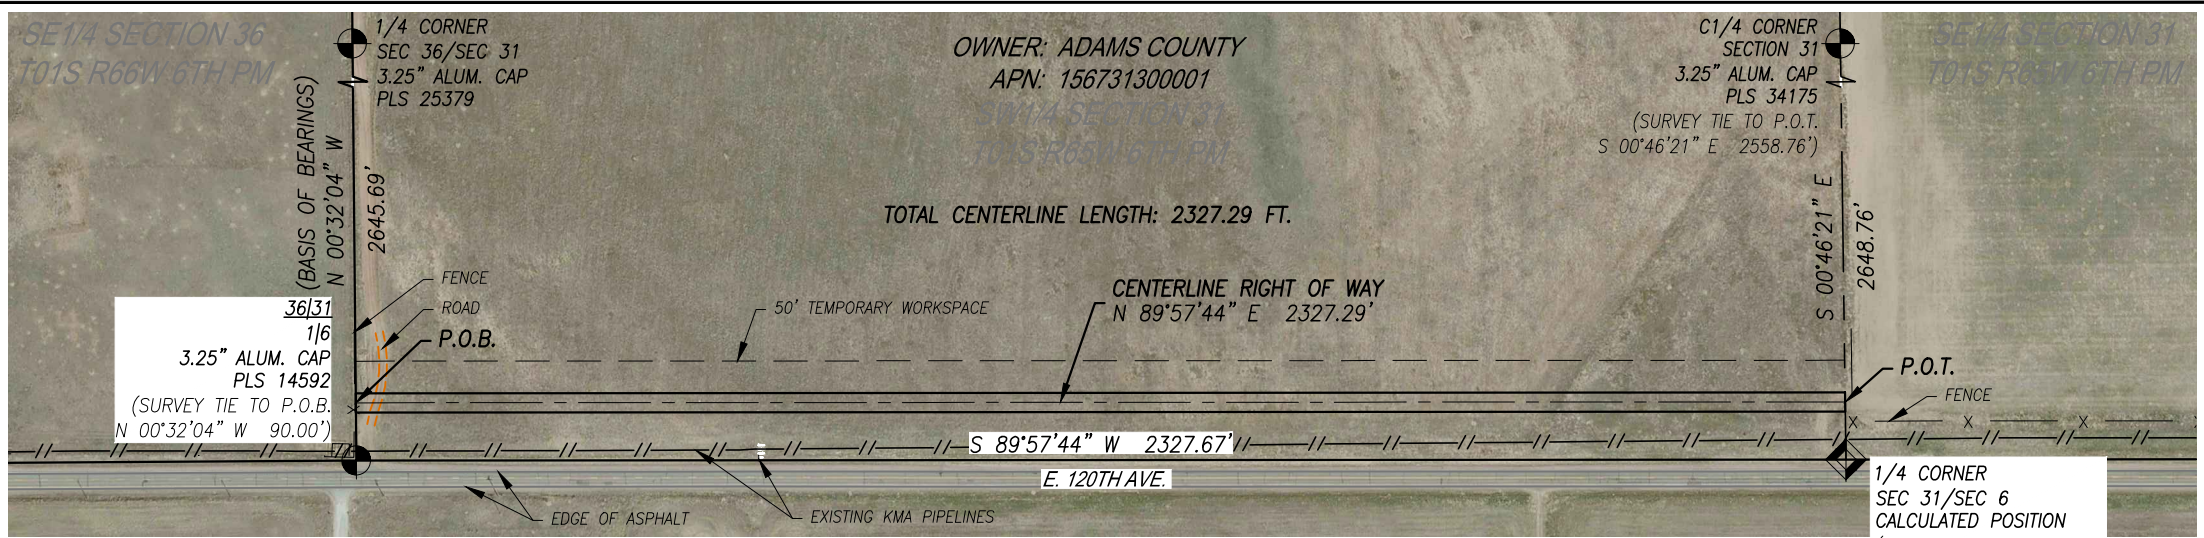 SE1/4 SECTION 36
T01S R66W 6TH PM
1/4 CORNER
SEC 36/SEC 31
3.25" ALUM. CAP
PLS 25379
(BASIS OF BEARINGS)
N 00°32'04" W
2645.69'
OWNER: ADAMS COUNTY
APN: 156731300001
SW1/4 SECTION 31
T01S R65W 6TH PM
TOTAL CENTERLINE LENGTH: 2327.29 FT.
C1/4 CORNER
SECTION 31
3.25" ALUM. CAP
PLS 34175
(SURVEY TIE TO P.O.T.
S 00°46'21" E 2558.76')
SE1/4 SECTION 31
T01S R65W 6TH PM
S 00°46'21" E
2648.76'
FENCE
ROAD
P.O.B.
50' TEMPORARY WORKSPACE
CENTERLINE RIGHT OF WAY
N 89°57'44" E 2327.29'
36|31
1|6
3.25" ALUM. CAP
PLS 14592
(SURVEY TIE TO P.O.B.
N 00°32'04" W 90.00')
P.O.T.
FENCE
S 89°57'44" W 2327.67'
E. 120TH AVE.
EDGE OF ASPHALT
EXISTING KMA PIPELINES
1/4 CORNER
SEC 31/SEC 6
CALCULATED POSITION